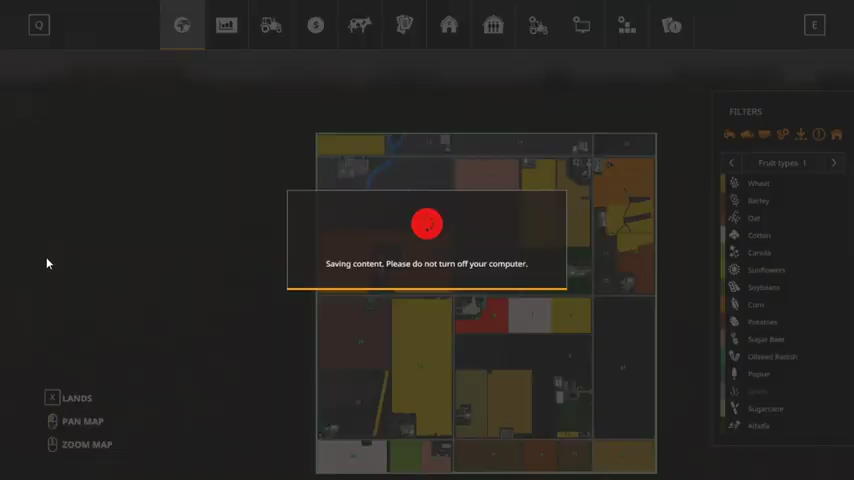 Q
E
FILTERS
Fruit types 1
Wheat
Barley
Oat
Cotton
Canola
Sunflowers
Soybeans
Corn
Potatoes
Sugar Beet
Oilseed Radish
Poplar
Sugarcane
Alfalfa
Saving content. Please do not turn off your computer.
X LANDS
PAN MAP
ZOOM MAP